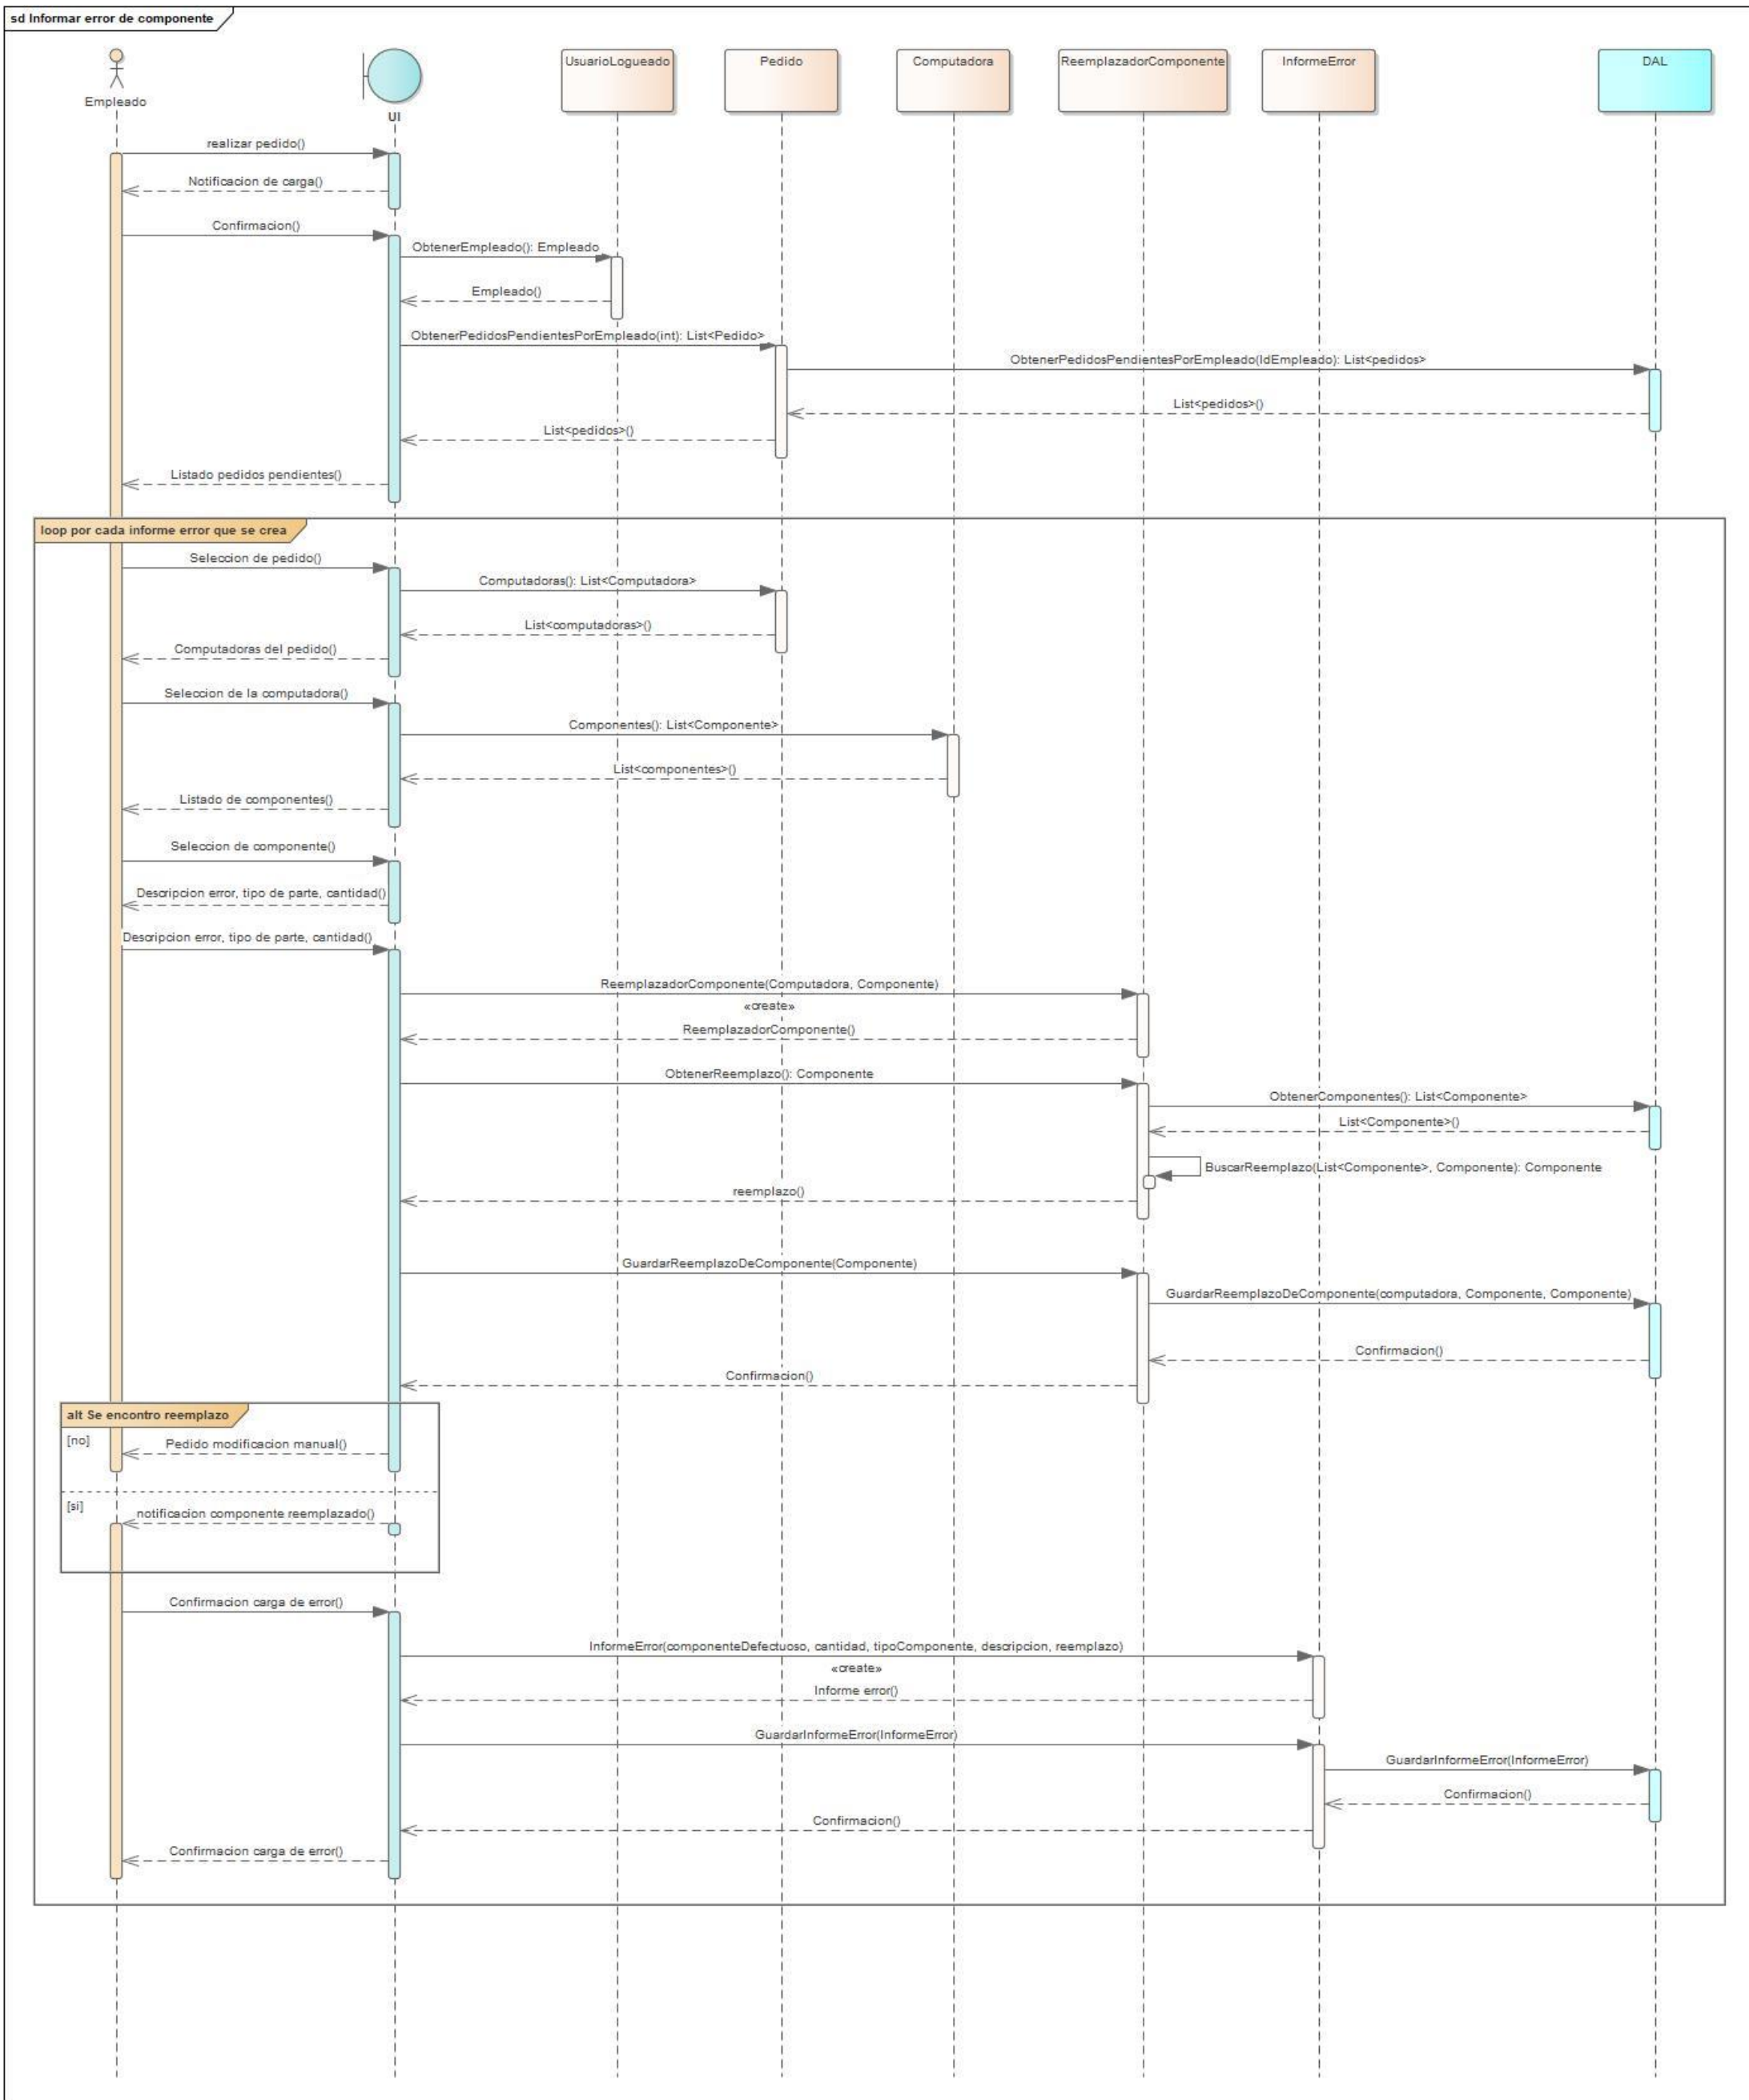 sd Informar error de componente
Empleado
UI
UsuarioLogueado
Pedido
Computadora
ReemplazadorComponente
InformeError
DAL
realizar pedido()
Notificacion de carga()
Confirmacion()
ObtenerEmpleado(): Empleado
Empleado()
ObtenerPedidosPendientesPorEmpleado(int): List<Pedido>
ObtenerPedidosPendientesPorEmpleado(IdEmpleado): List<pedidos>
List<pedidos>()
List<pedidos>()
Listado pedidos pendientes()
loop por cada informe error que se crea
Seleccion de pedido()
Computadoras(): List<Computadora>
List<computadoras>()
Computadoras del pedido()
Seleccion de la computadora()
Componentes(): List<Componente>
List<componentes>()
Listado de componentes()
Seleccion de componente()
Descripcion error, tipo de parte, cantidad()
Descripcion error, tipo de parte, cantidad()
ReemplazadorComponente(Computadora, Componente)
«create»
ReemplazadorComponente()
ObtenerReemplazo(): Componente
ObtenerComponentes(): List<Componente>
List<Componente>()
BuscarReemplazo(List<Componente>, Componente): Componente
reemplazo()
GuardarReemplazoDeComponente(Componente)
GuardarReemplazoDeComponente(computadora, Componente, Componente)
Confirmacion()
Confirmacion()
alt Se encontro reemplazo
[no]
Pedido modificacion manual()
[si]
notificacion componente reemplazado()
Confirmacion carga de error()
InformeError(componenteDefectuoso, cantidad, tipoComponente, descripcion, reemplazo)
«create»
Informe error()
GuardarInformeError(InformeError)
GuardarInformeError(InformeError)
Confirmacion()
Confirmacion()
Confirmacion carga de error()